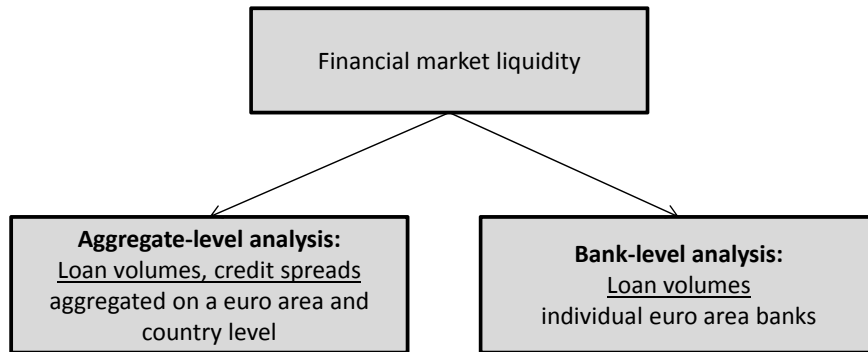 Financial market liquidity
Aggregate-level analysis:
Loan volumes, credit spreads
aggregated on a euro area and
country level
Bank-level analysis:
Loan volumes
individual euro area banks